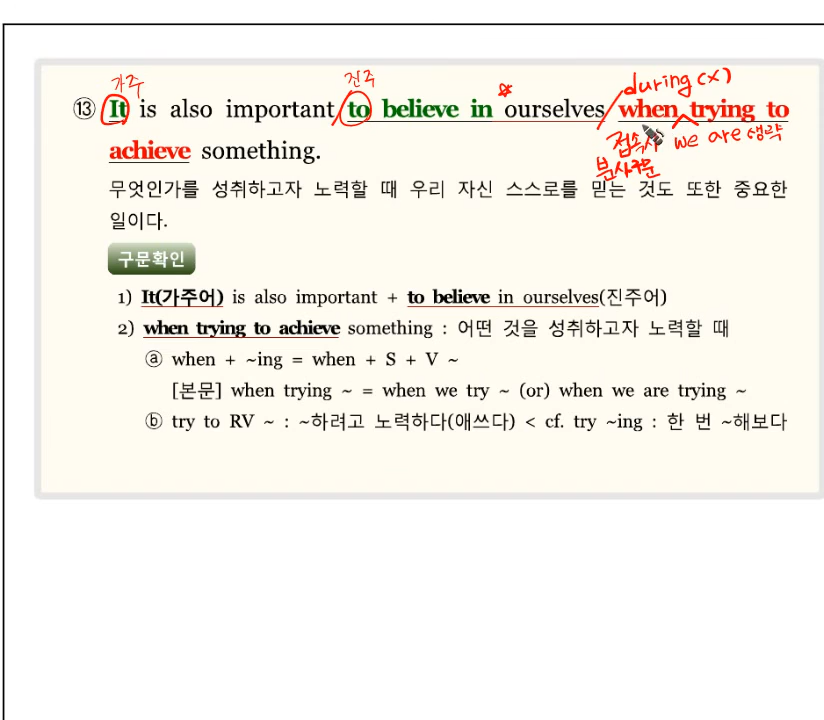 가주 진주 during (x)
⑬ It is also important to believe in ourselves when trying to
접속사 we are 생략
분사구문
achieve something.
무엇인가를 성취하고자 노력할 때 우리 자신 스스로를 믿는 것도 또한 중요한
일이다.
구문확인
1) It(가주어) is also important + to believe in ourselves(진주어)
2) when trying to achieve something : 어떤 것을 성취하고자 노력할 때
ⓐ when + ~ing = when + S + V ~
[본문] when trying ~ = when we try ~ (or) when we are trying ~
ⓑ try to RV ~ : ~하려고 노력하다(애쓰다) < cf. try ~ing : 한 번 ~해보다